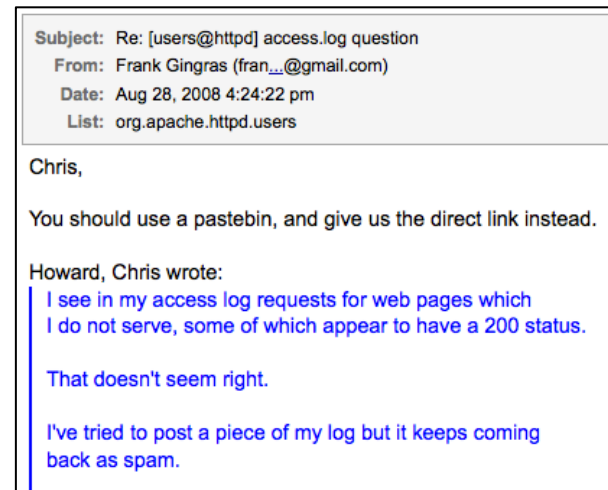 Subject: Re: [users@httpd] access.log question
From: Frank Gingras (fran...@gmail.com)
Date: Aug 28, 2008 4:24:22 pm
List: org.apache.httpd.users
Chris,
You should use a pastebin, and give us the direct link instead.
Howard, Chris wrote:
I see in my access log requests for web pages which
I do not serve, some of which appear to have a 200 status.
That doesn't seem right.
I've tried to post a piece of my log but it keeps coming
back as spam.